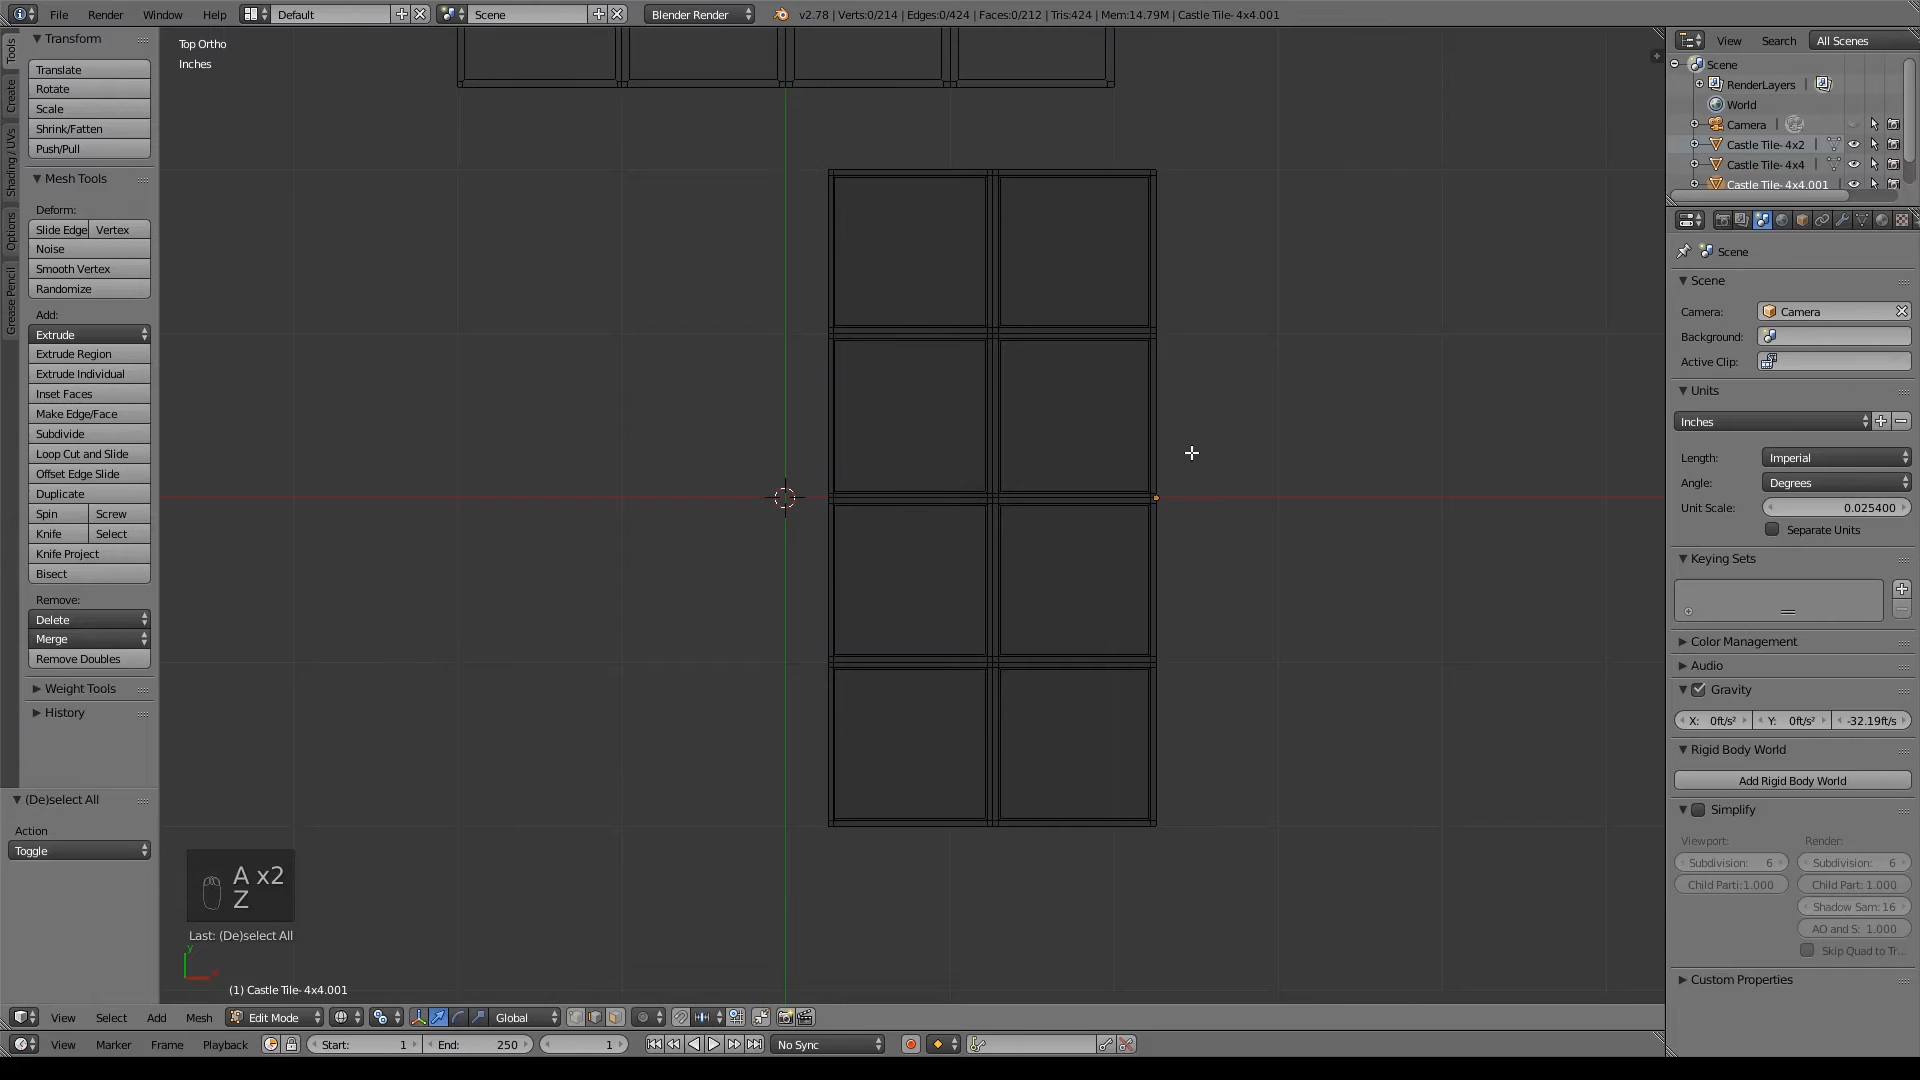 File Render Window Help Default Scene Blender Render v2.78 | Verts:0/214 | Edges:0/424 | Faces:0/212 | Tris:424 | Mem:14.79M | Castle Tile- 4x4.001
Tools
Create
Shading / UVs
Options
Grease Pencil
Transform
Translate
Rotate
Scale
Shrink/Fatten
Push/Pull
Mesh Tools
Deform:
Slide Edge Vertex
Noise
Smooth Vertex
Randomize
Add:
Extrude
Extrude Region
Extrude Individual
Inset Faces
Make Edge/Face
Subdivide
Loop Cut and Slide
Offset Edge Slide
Duplicate
Spin Screw
Knife Select
Knife Project
Bisect
Remove:
Delete
Merge
Remove Doubles
Weight Tools
History
(De)select All
Action
Toggle
Top Ortho
Inches
A x2
Z
Last: (De)select All
y
x
(1) Castle Tile- 4x4.001
View Select Add Mesh Edit Mode Global
View Marker Frame Playback Start: 1 End: 250 1 No Sync
View Search All Scenes
Scene
RenderLayers |
World
Camera |
Castle Tile- 4x2 |
Castle Tile- 4x4 |
Castle Tile- 4x4.001
Scene
Scene
Camera: Camera
Background:
Active Clip:
Units
Inches
Length: Imperial
Angle: Degrees
Unit Scale: 0.025400
Separate Units
Keying Sets
Color Management
Audio
Gravity
X: 0ft/s² Y: 0ft/s² -32.19ft/s
Rigid Body World
Add Rigid Body World
Simplify
Viewport: Render:
Subdivision: 6 Subdivision: 6
Child Parti:1.000 Child Part: 1.000
Shadow Sam: 16
AO and S: 1.000
Skip Quad to Tr...
Custom Properties